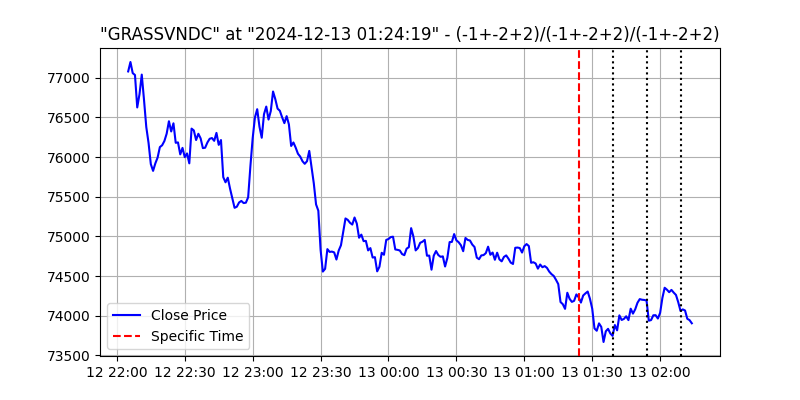 "GRASSVNDC" at "2024-12-13 01:24:19" - (-1+-2+2)/(-1+-2+2)/(-1+-2+2)
77000
76500
76000
75500
75000
74500
74000
73500
Close Price
Specific Time
12 22:00 12 22:30 12 23:00 12 23:30 13 00:00 13 00:30 13 01:00 13 01:30 13 02:00